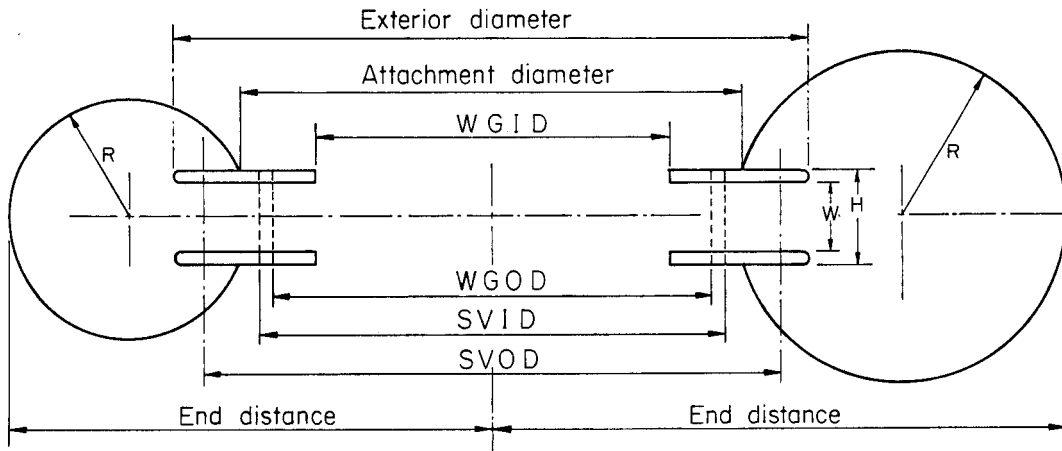 Exterior diameter
Attachment diameter
WGID
R
R
W
H
WGOD
SVID
SVOD
End distance
End distance